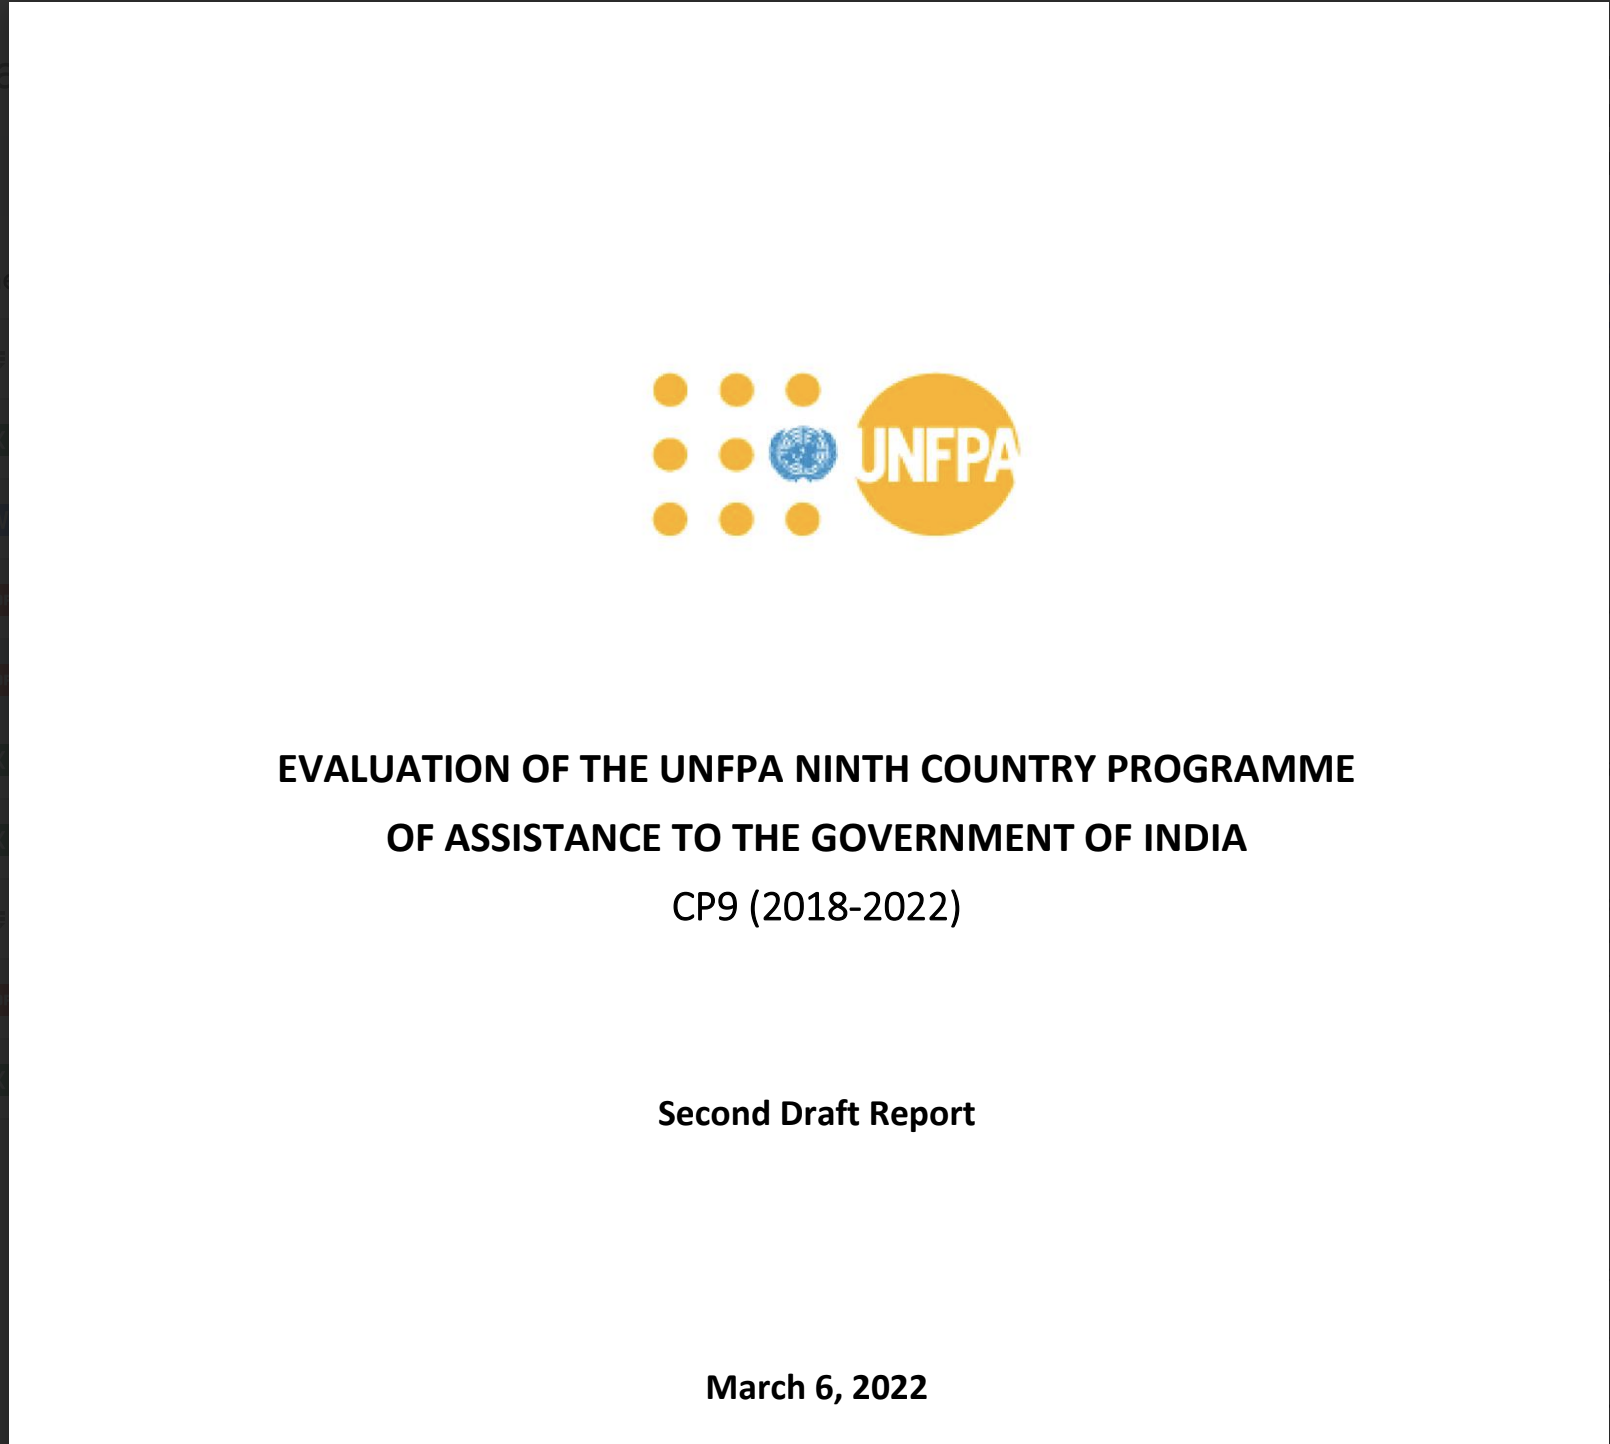 UNFPA
EVALUATION OF THE UNFPA NINTH COUNTRY PROGRAMME
OF ASSISTANCE TO THE GOVERNMENT OF INDIA
CP9 (2018-2022)
Second Draft Report
March 6, 2022